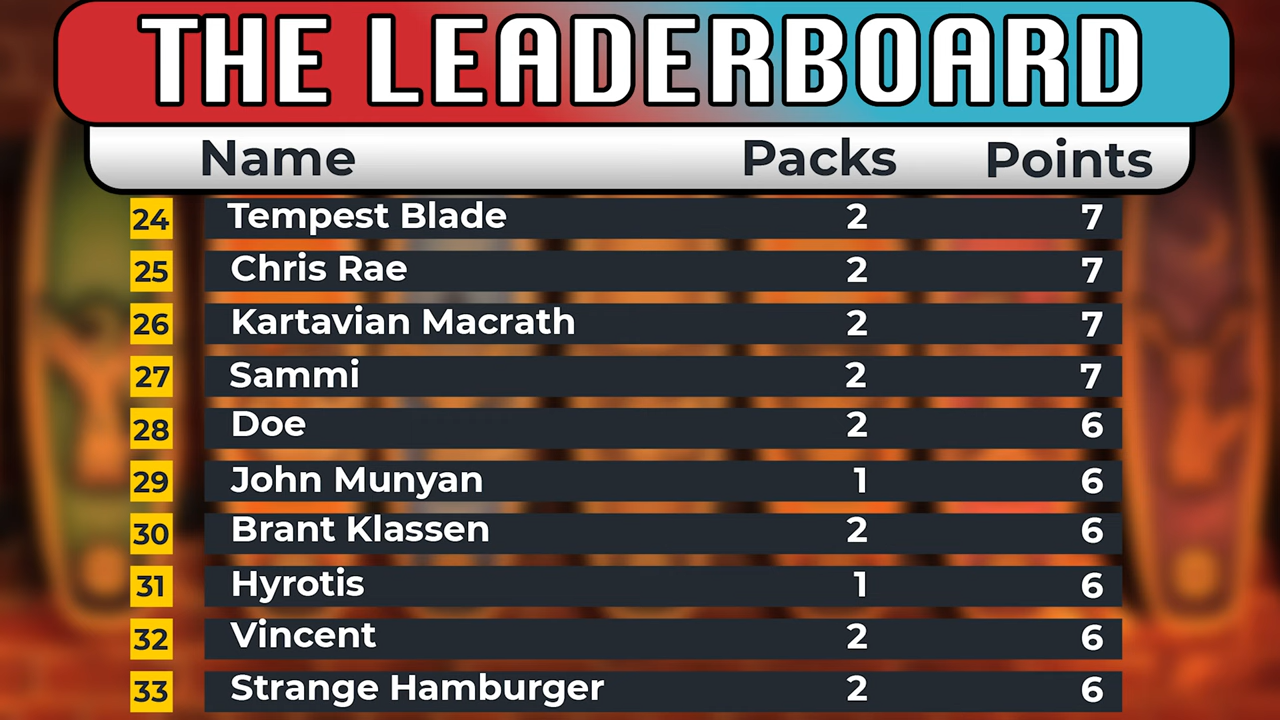 THE LEADERBOARD
Name Packs Points
24 Tempest Blade 2 7
25 Chris Rae 2 7
26 Kartavian Macrath 2 7
27 Sammi 2 7
28 Doe 2 6
29 John Munyan 1 6
30 Brant Klassen 2 6
31 Hyrotis 1 6
32 Vincent 2 6
33 Strange Hamburger 2 6